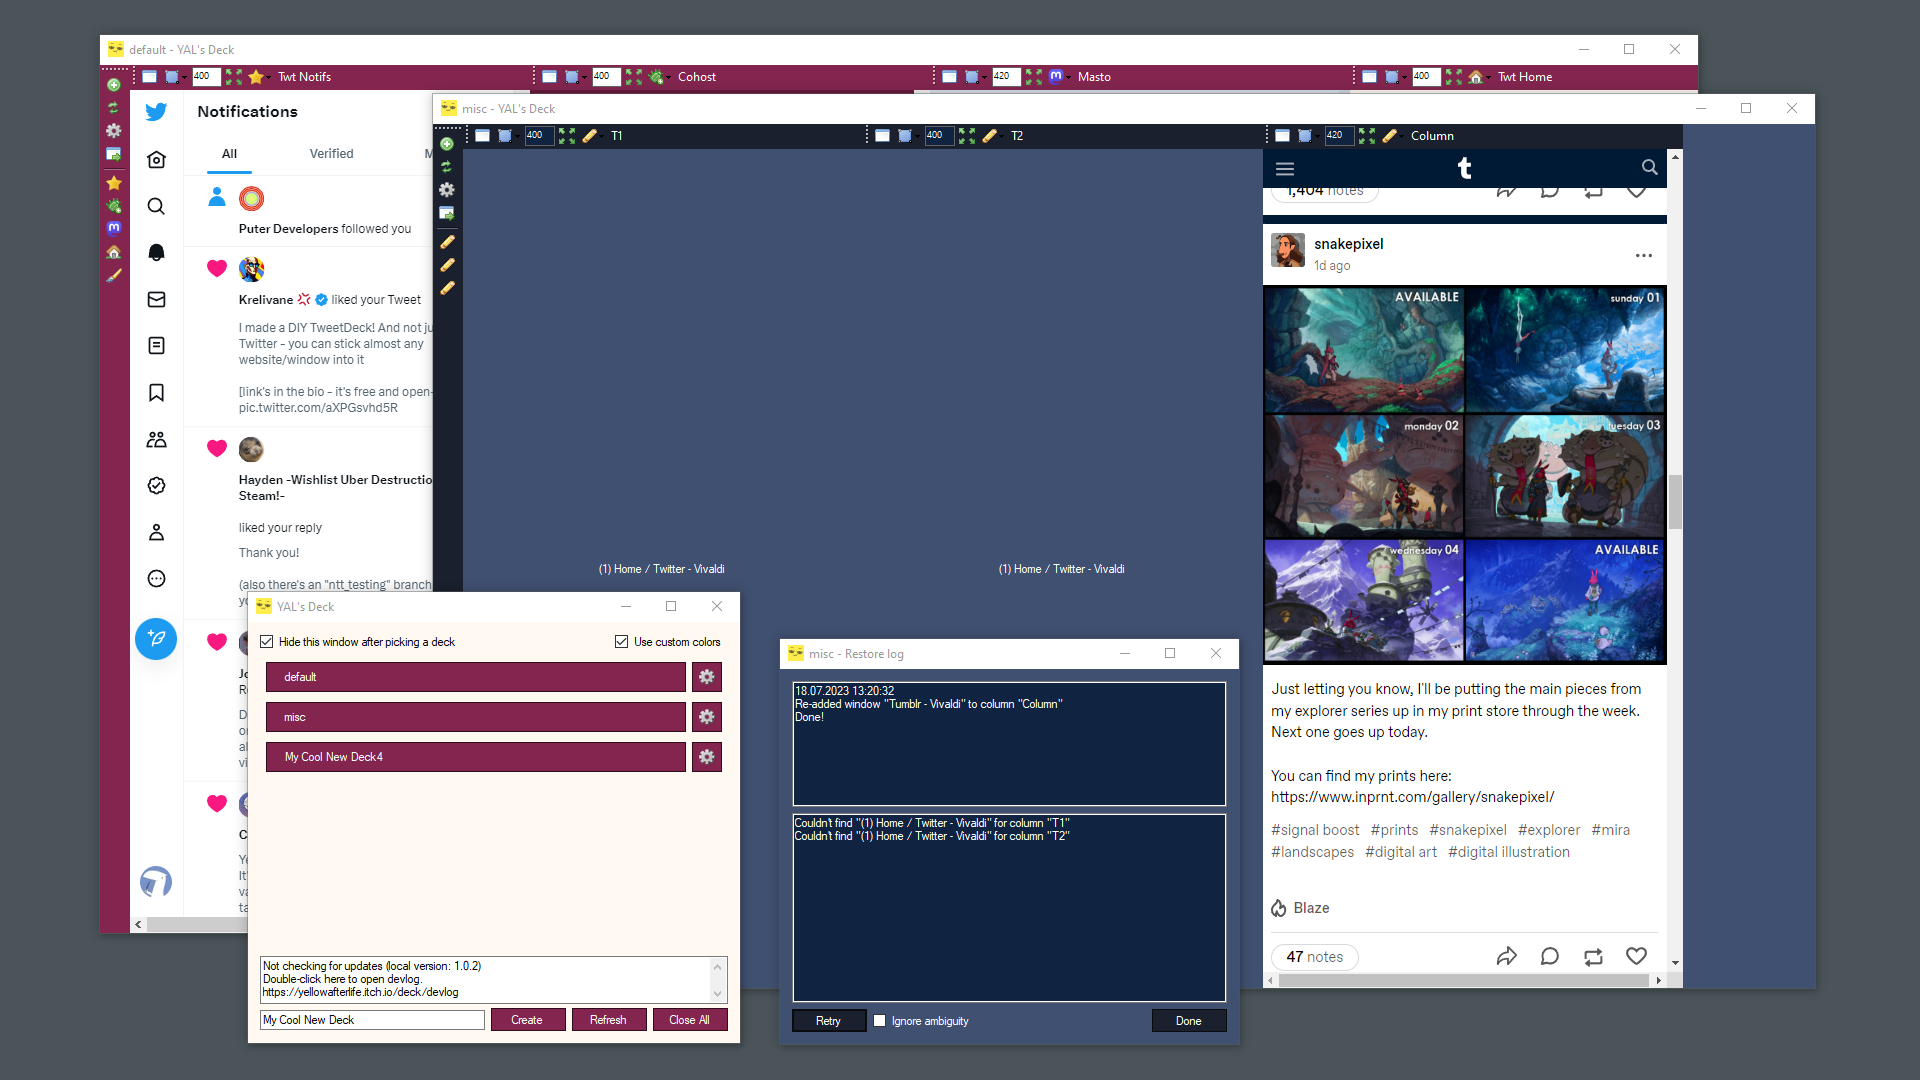 default - YAL's Deck
400
Twt Notifs
400
Cohost
420
Masto
400
Twt Home
Notifications
All
Verified
M
Puter Developers followed you
Krelivane liked your Tweet
I made a DIY TweetDeck! And not ju
Twitter - you can stick almost any
website/window into it
[link's in the bio - it's free and open-
pic.twitter.com/aXPGsvhd5R
Hayden -Wishlist Uber Destructio
Steam!-
liked your reply
Thank you!
(also there's an "ntt_testing" branch
misc - YAL's Deck
400
T1
400
T2
420
Column
(1) Home / Twitter - Vivaldi
(1) Home / Twitter - Vivaldi
1,404 notes
snakepixel
1d ago
AVAILABLE
sunday 01
monday 02
tuesday 03
wednesday 04
AVAILABLE
Just letting you know, I'll be putting the main pieces from
my explorer series up in my print store through the week.
Next one goes up today.
You can find my prints here:
https://www.inprnt.com/gallery/snakepixel/
#signal boost #prints #snakepixel #explorer #mira
#landscapes #digital art #digital illustration
Blaze
47 notes
YAL's Deck
Hide this window after picking a deck
Use custom colors
default
misc
My Cool New Deck4
Not checking for updates (local version: 1.0.2)
Double-click here to open devlog.
https://yellowafterlife.itch.io/deck/devlog
My Cool New Deck
Create
Refresh
Close All
misc - Restore log
18.07.2023 13:20:32
Re-added window "Tumblr - Vivaldi" to column "Column"
Done!
Couldn't find "(1) Home / Twitter - Vivaldi" for column "T1"
Couldn't find "(1) Home / Twitter - Vivaldi" for column "T2"
Retry
Ignore ambiguity
Done